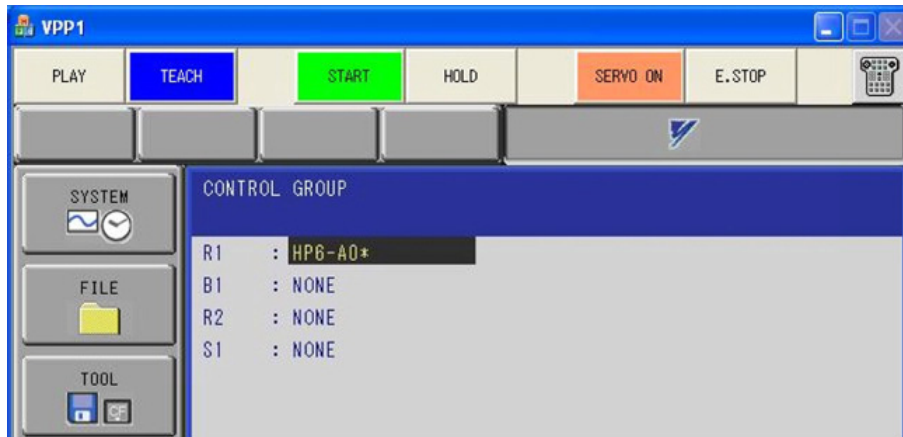 VPP1
PLAY TEACH START HOLD SERVO ON E.STOP
SYSTEM
CONTROL GROUP
R1 : HP6-A0*
FILE
B1 : NONE
R2 : NONE
S1 : NONE
TOOL
CF